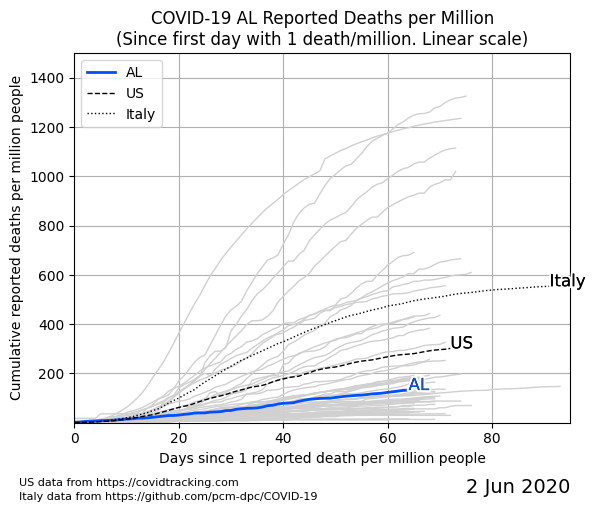 COVID-19 AL Reported Deaths per Million
(Since first day with 1 death/million. Linear scale)
Cumulative reported deaths per million people
1400
1200
1000
800
600
400
200
AL
US
Italy
Italy
US
AL
0
20
40
60
80
Days since 1 reported death per million people
US data from https://covidtracking.com
Italy data from https://github.com/pcm-dpc/COVID-19
2 Jun 2020